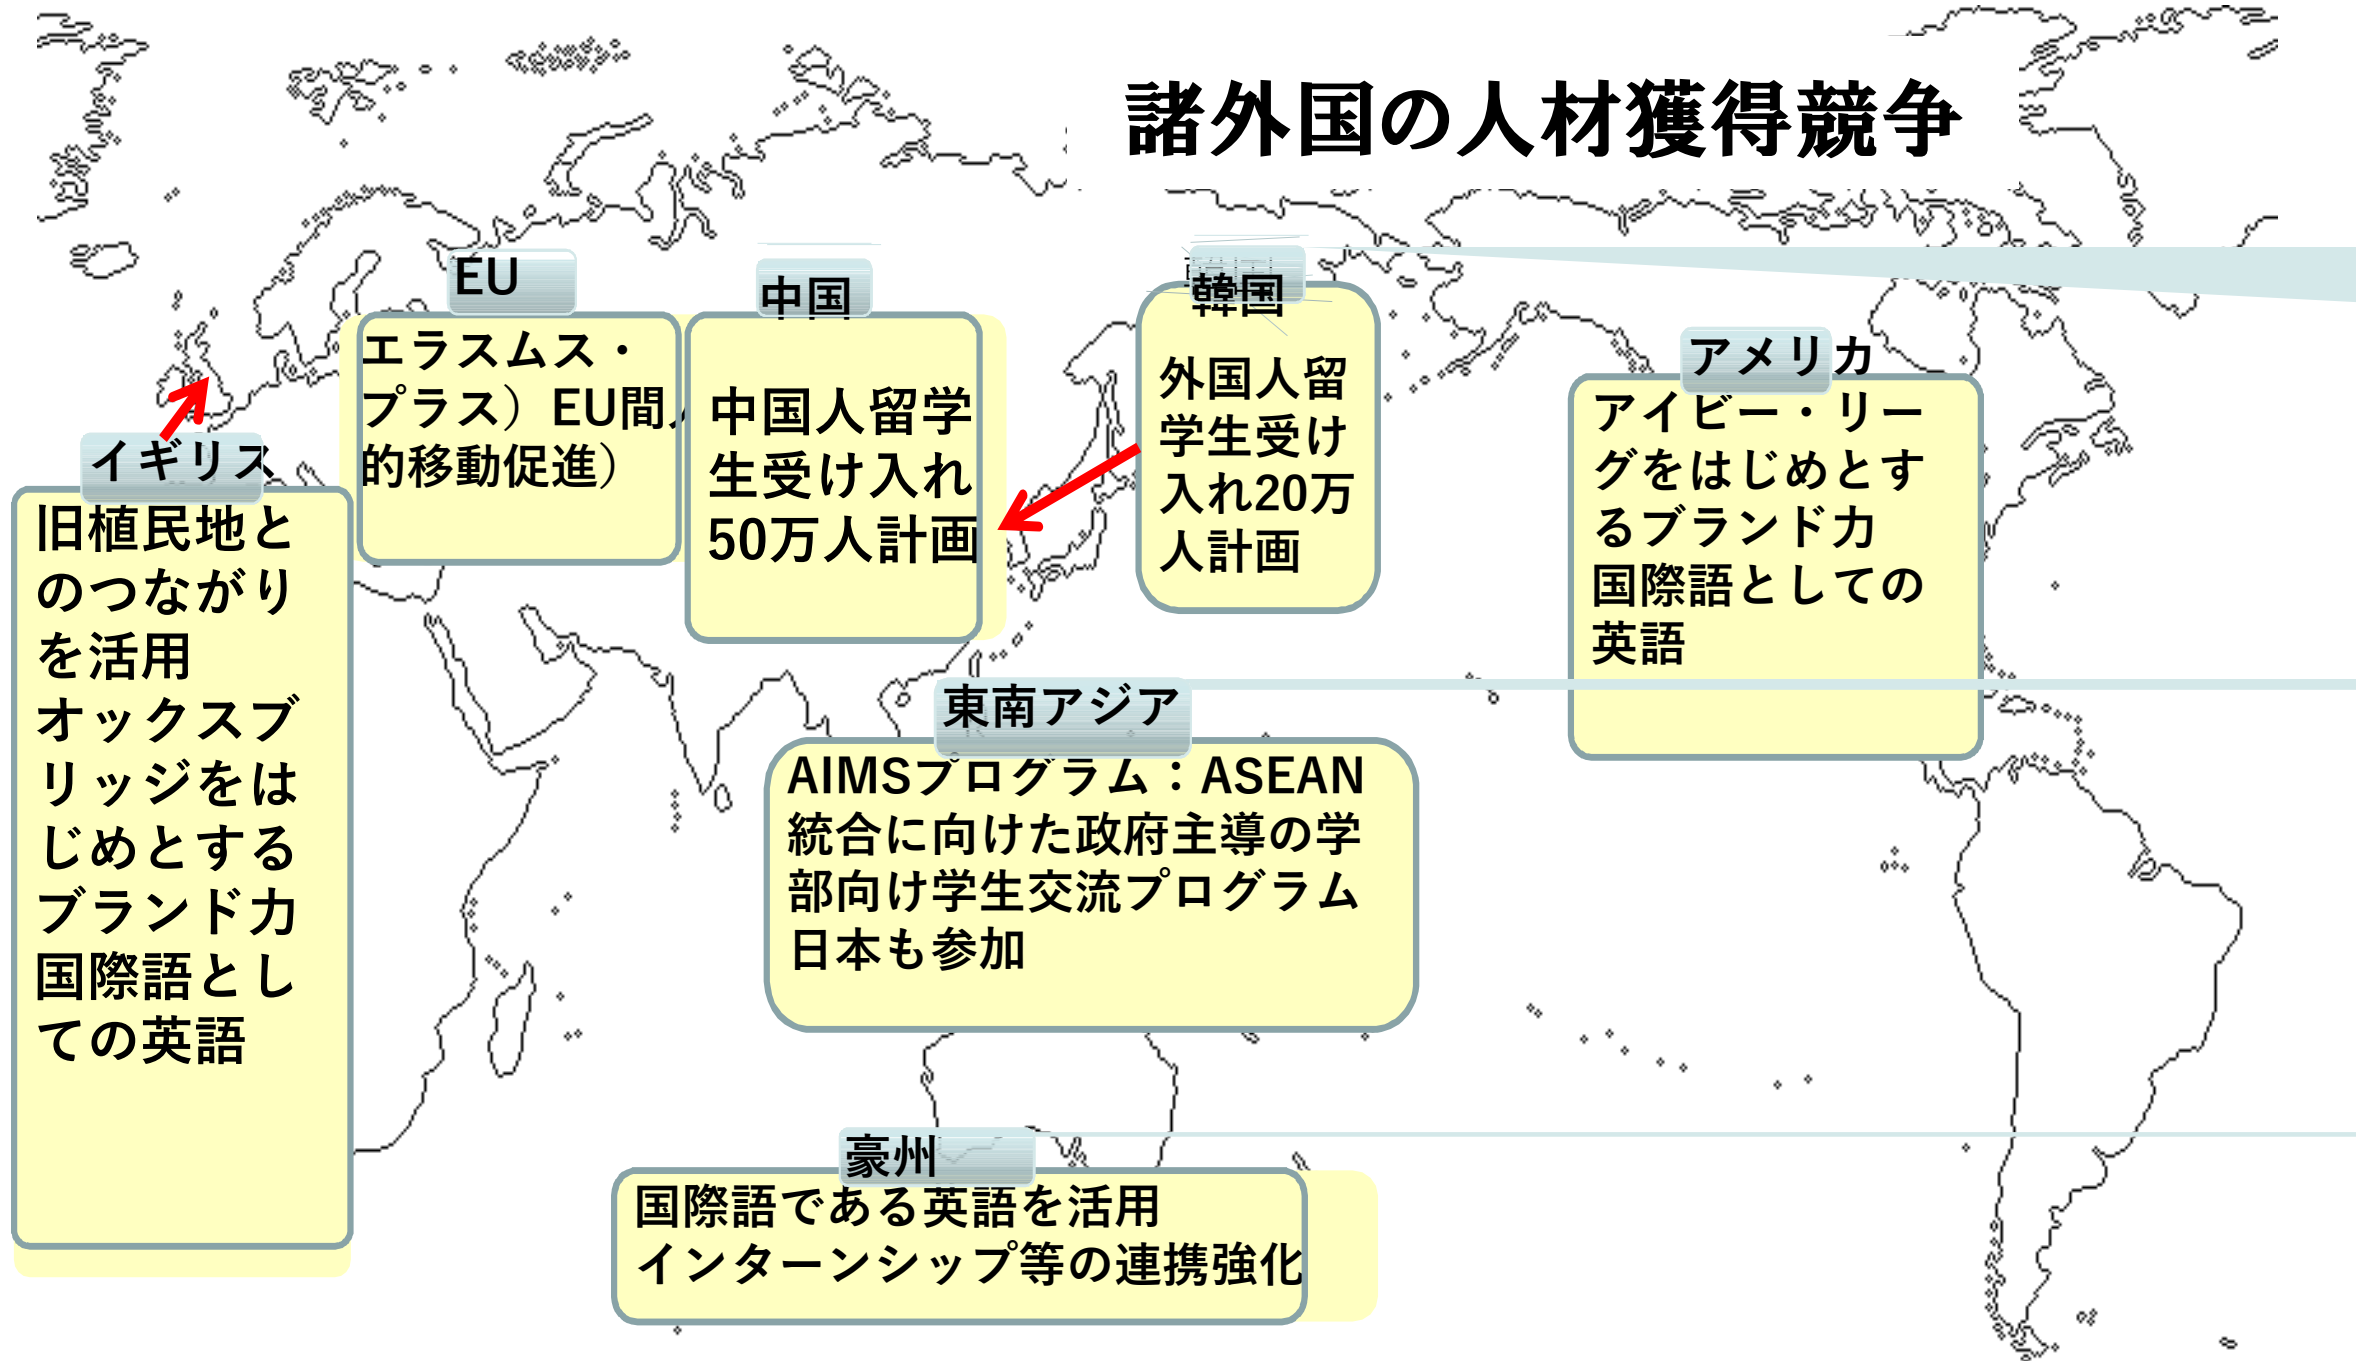 諸外国の人材獲得競争
EU
エラスムス・
プラス）EU間人
的移動促進）
中国
中国人留学
生受け入れ
50万人計画
韓国
外国人留
学生受け
入れ20万
人計画
アメリカ
アイビー・リー
グをはじめとす
るブランド力
国際語としての
英語
イギリス
旧植民地と
のつながり
を活用
オックスブ
リッジをは
じめとする
ブランド力
国際語とし
ての英語
東南アジア
AIMSプログラム：ASEAN
統合に向けた政府主導の学
部向け学生交流プログラム
日本も参加
豪州
国際語である英語を活用
インターンシップ等の連携強化